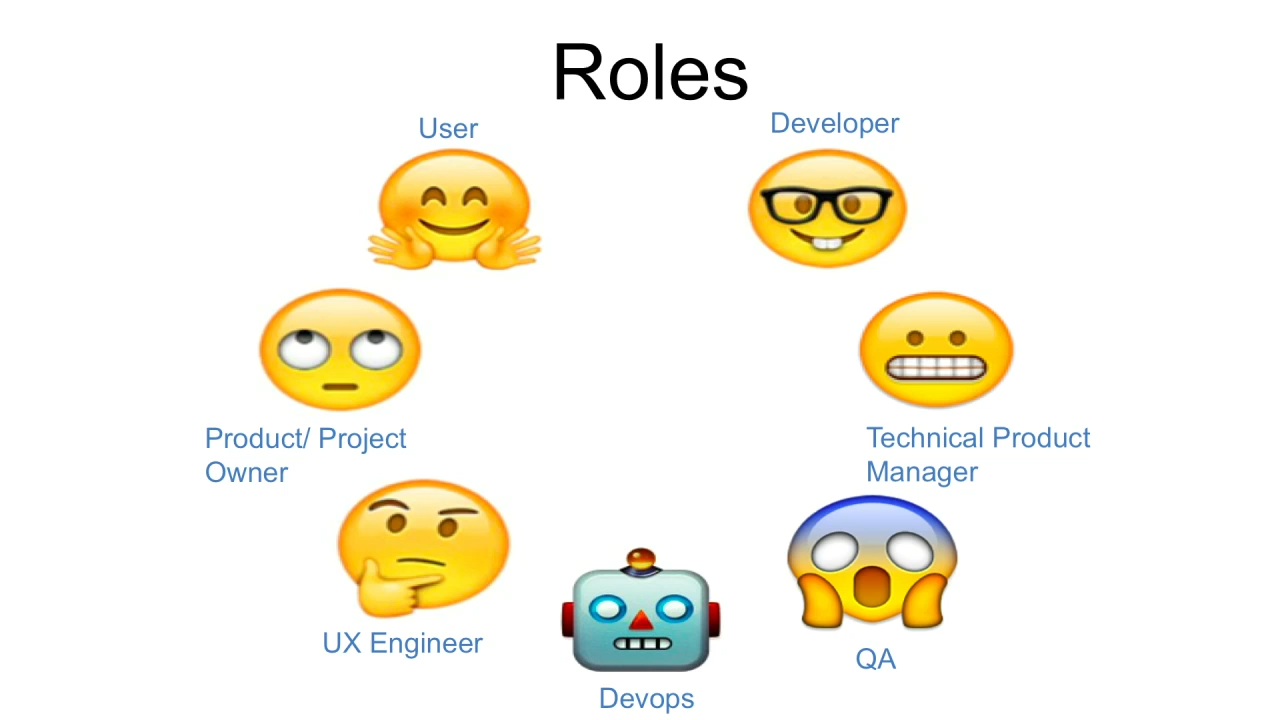 Roles
User
Developer
Product/ Project
Owner
Technical Product
Manager
UX Engineer
QA
Devops